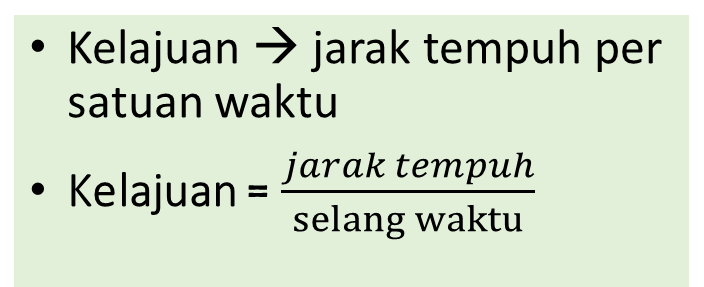 • Kelajuan → jarak tempuh per
satuan waktu
• Kelajuan = jarak tempuh
selang waktu